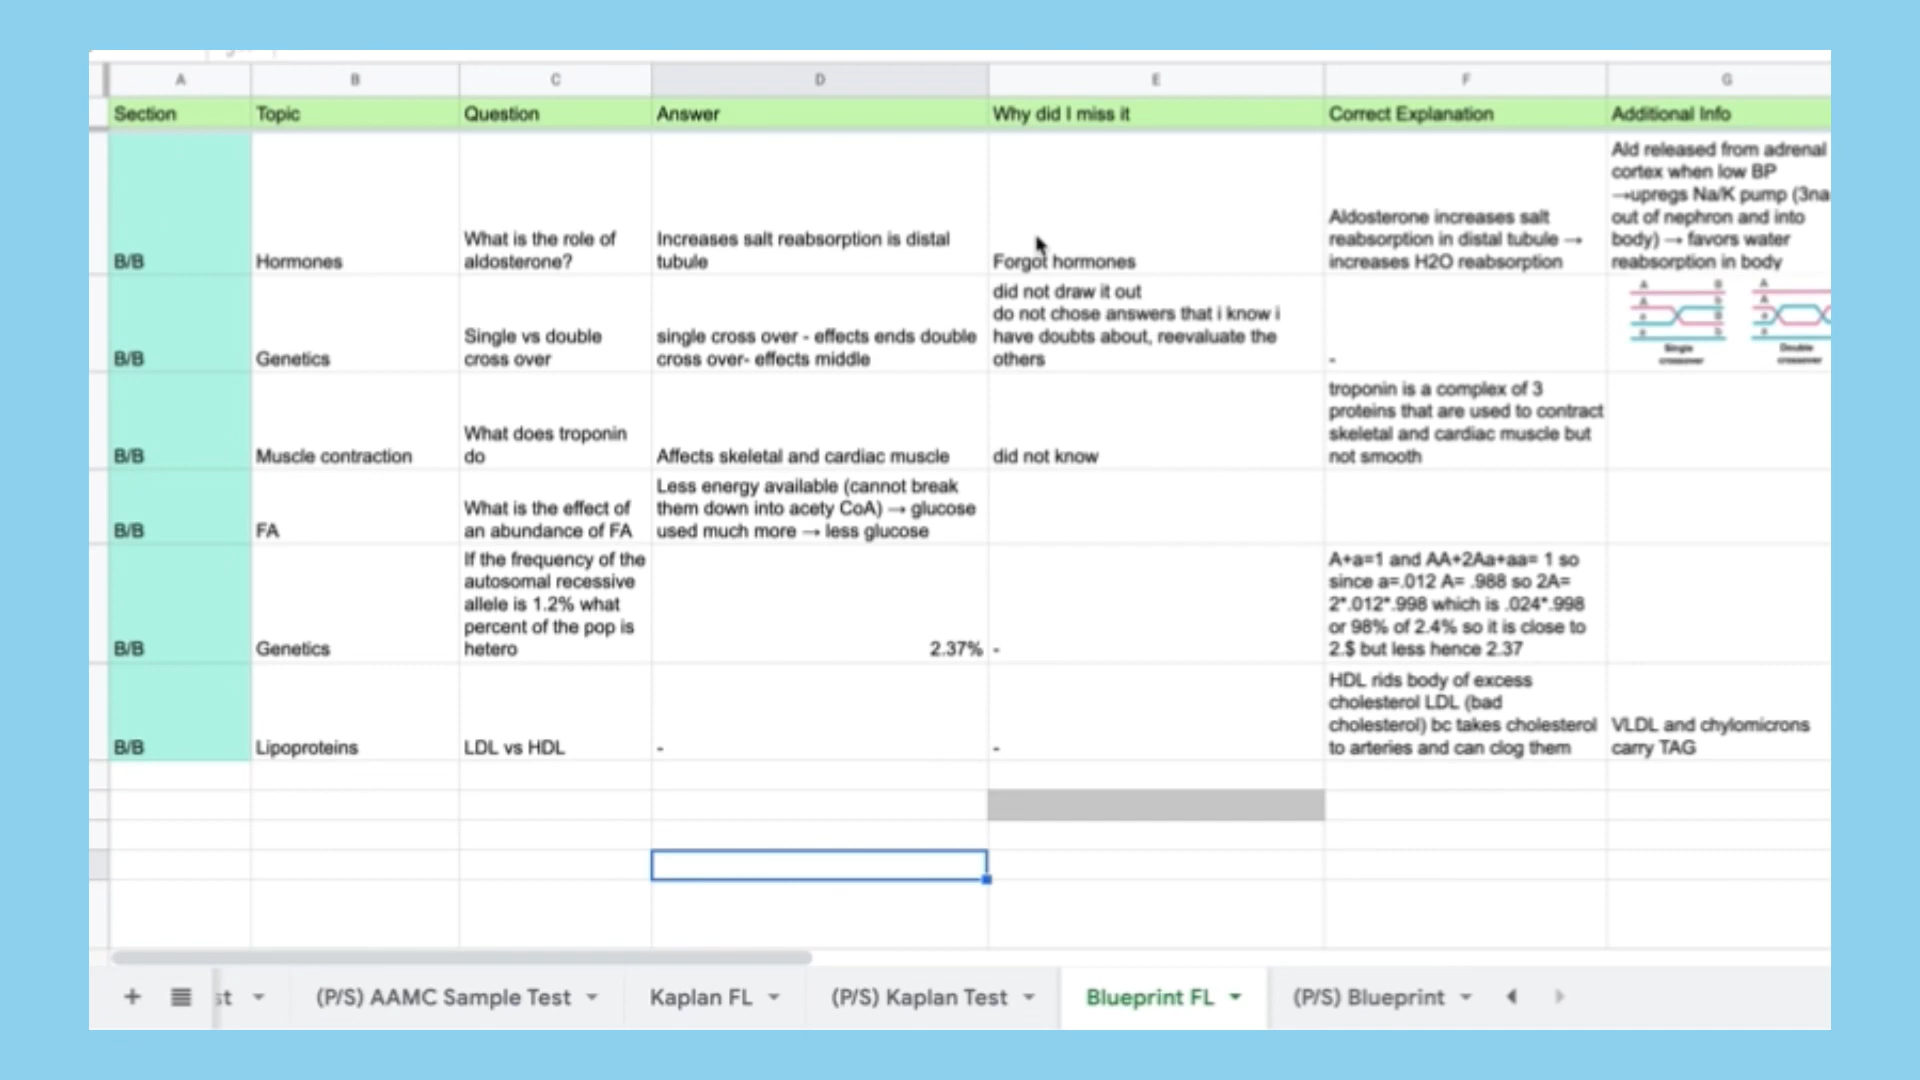 A B C D E F G
Section Topic Question Answer Why did I miss it Correct Explanation Additional Info
B/B
Hormones
What is the role of
aldosterone?
Increases salt reabsorption is distal
tubule
Forgot hormones
Aldosterone increases salt
reabsorption in distal tubule →
increases H2O reabsorption
Ald released from adrenal
cortex when low BP
→upregs Na/K pump (3na
out of nephron and into
body) → favors water
reabsorption in body
B/B
Genetics
Single vs double
cross over
single cross over - effects ends double
cross over- effects middle
did not draw it out
do not chose answers that i know i
have doubts about, reevaluate the
others
-
A B A
A b A
a B a
a b a
Single Double
crossover crossover
B/B
Muscle contraction
What does troponin
do
Affects skeletal and cardiac muscle
did not know
troponin is a complex of 3
proteins that are used to contract
skeletal and cardiac muscle but
not smooth
B/B
FA
What is the effect of
an abundance of FA
Less energy available (cannot break
them down into acety CoA) → glucose
used much more → less glucose
B/B
Genetics
If the frequency of the
autosomal recessive
allele is 1.2% what
percent of the pop is
hetero
2.37%
-
A+a=1 and AA+2Aa+aa= 1 so
since a=.012 A= .988 so 2A=
2*.012*.998 which is .024*.998
or 98% of 2.4% so it is close to
2.$ but less hence 2.37
B/B
Lipoproteins
LDL vs HDL
-
-
HDL rids body of excess
cholesterol LDL (bad
cholesterol) bc takes cholesterol
to arteries and can clog them
VLDL and chylomicrons
carry TAG
st (P/S) AAMC Sample Test Kaplan FL (P/S) Kaplan Test Blueprint FL (P/S) Blueprint